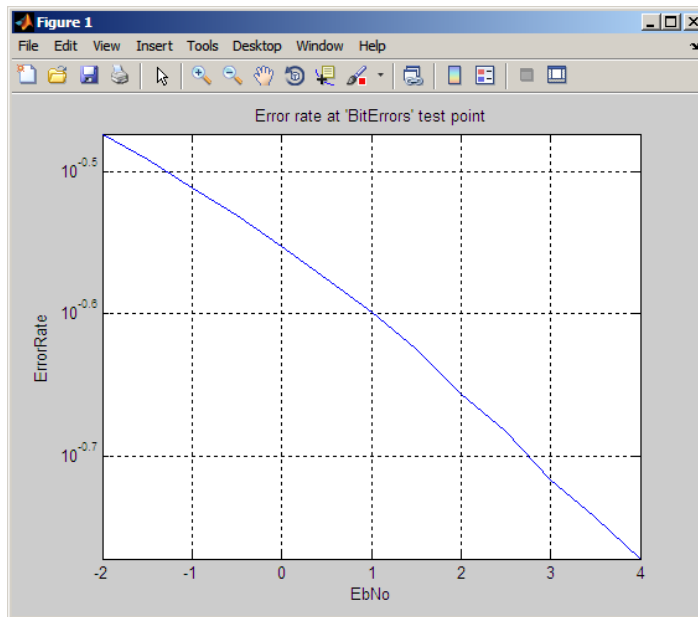 Figure 1
File Edit View Insert Tools Desktop Window Help
Error rate at 'BitErrors' test point
10^-0.5
10^-0.6
10^-0.7
ErrorRate
-2 -1 0 1 2 3 4
EbNo